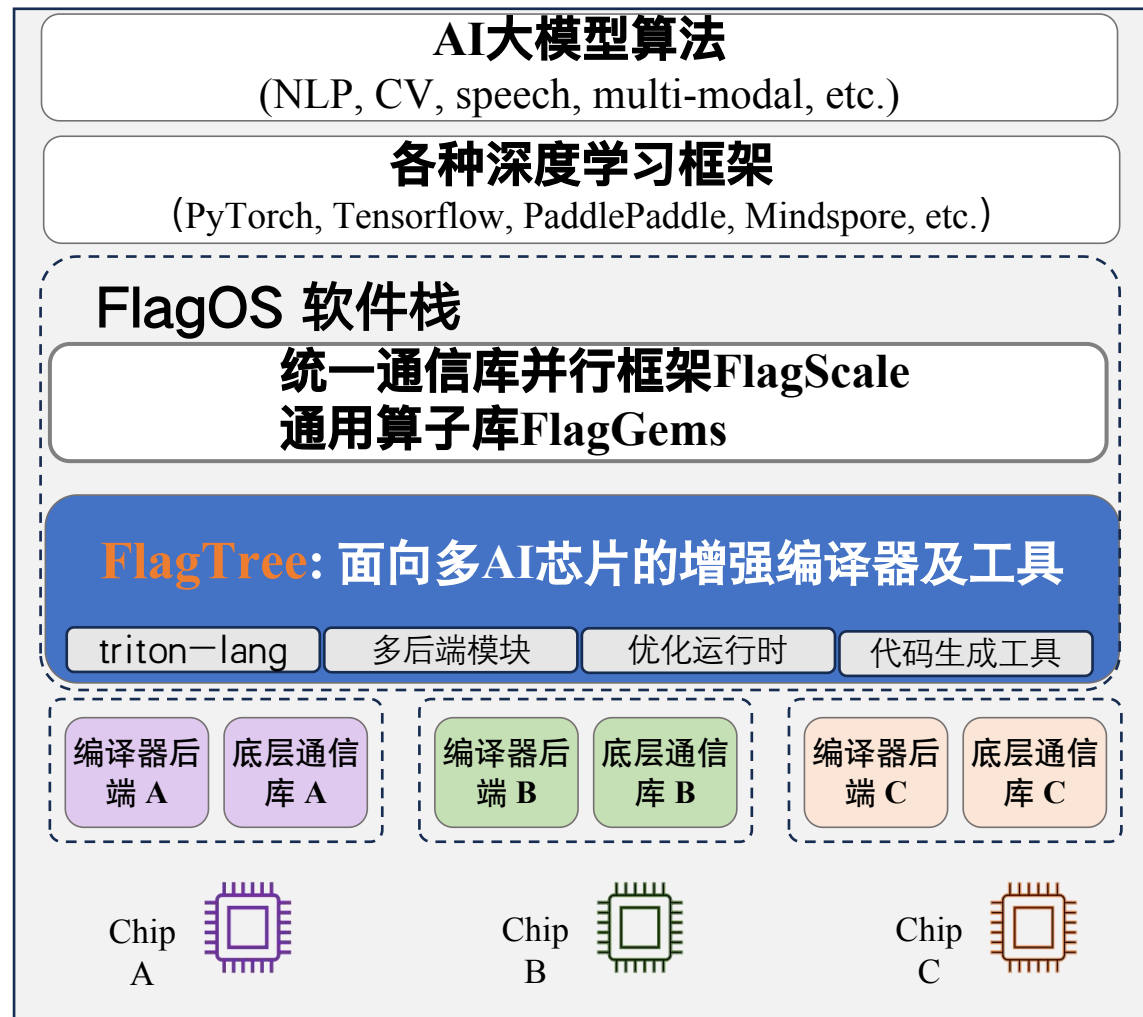 AI大模型算法
(NLP, CV, speech, multi-modal, etc.)
各种深度学习框架
(PyTorch, Tensorflow, PaddlePaddle, Mindspore, etc.)
FlagOS 软件栈
统一通信库并行框架FlagScale
通用算子库FlagGems
FlagTree: 面向多AI芯片的增强编译器及工具
triton-lang
多后端模块
优化运行时
代码生成工具
编译器后
端 A
底层通信
库 A
编译器后
端 B
底层通信
库 B
编译器后
端 C
底层通信
库 C
Chip
A
Chip
B
Chip
C